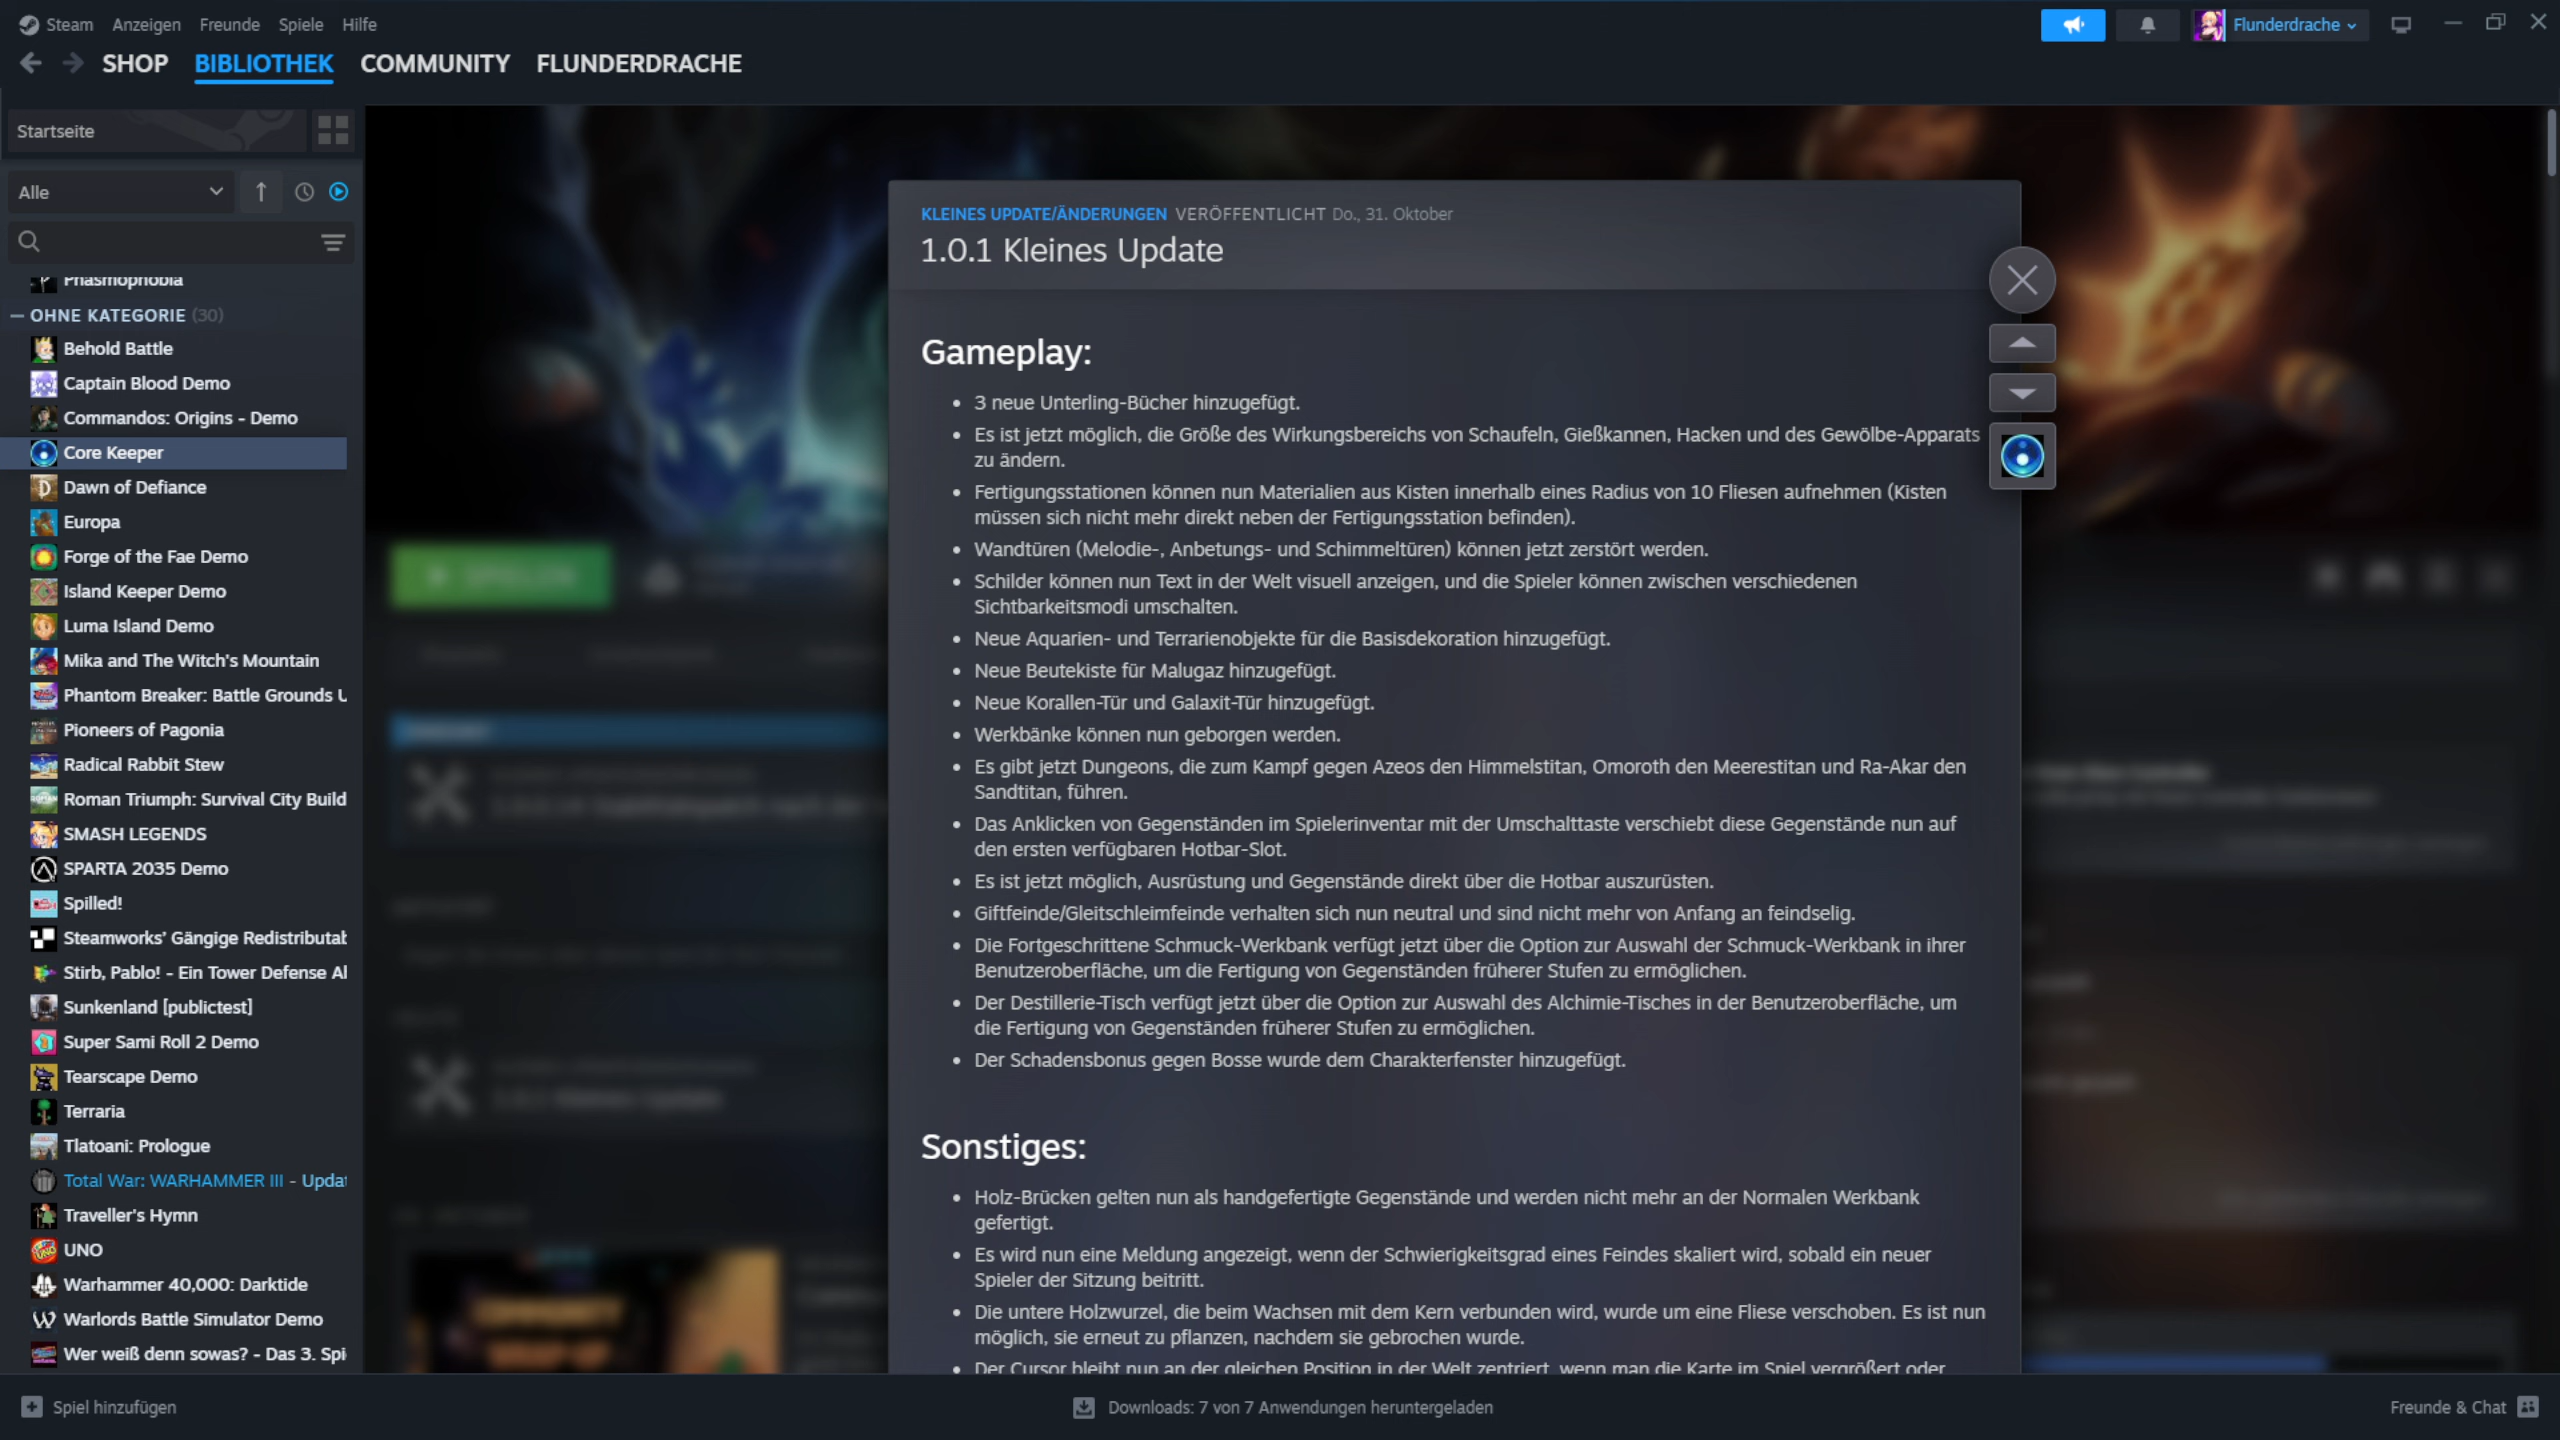 Steam Anzeigen Freunde Spiele Hilfe
Flunderdrache
SHOP BIBLIOTHEK COMMUNITY FLUNDERDRACHE
Startseite
Alle
Phasmophobia
OHNE KATEGORIE (30)
Behold Battle
Captain Blood Demo
Commandos: Origins - Demo
Core Keeper
Dawn of Defiance
Europa
Forge of the Fae Demo
Island Keeper Demo
Luma Island Demo
Mika and The Witch's Mountain
Phantom Breaker: Battle Grounds U
Pioneers of Pagonia
Radical Rabbit Stew
Roman Triumph: Survival City Build
SMASH LEGENDS
SPARTA 2035 Demo
Spilled!
Steamworks' Gängige Redistributab
Stirb, Pablo! - Ein Tower Defense Al
Sunkenland [publictest]
Super Sami Roll 2 Demo
Tearscape Demo
Terraria
Tlatoani: Prologue
Total War: WARHAMMER III - Updat
Traveller's Hymn
UNO
Warhammer 40,000: Darktide
Warlords Battle Simulator Demo
Wer weiß denn sowas? - Das 3. Spi
KLEINES UPDATE/ÄNDERUNGEN VERÖFFENTLICHT Do., 31. Oktober
1.0.1 Kleines Update
Gameplay:
• 3 neue Unterling-Bücher hinzugefügt.
• Es ist jetzt möglich, die Größe des Wirkungsbereichs von Schaufeln, Gießkannen, Hacken und des Gewölbe-Apparats
zu ändern.
• Fertigungsstationen können nun Materialien aus Kisten innerhalb eines Radius von 10 Fliesen aufnehmen (Kisten
müssen sich nicht mehr direkt neben der Fertigungsstation befinden).
• Wandtüren (Melodie-, Anbetungs- und Schimmeltüren) können jetzt zerstört werden.
• Schilder können nun Text in der Welt visuell anzeigen, und die Spieler können zwischen verschiedenen
Sichtbarkeitsmodi umschalten.
• Neue Aquarien- und Terrarienobjekte für die Basisdekoration hinzugefügt.
• Neue Beutekiste für Malugaz hinzugefügt.
• Neue Korallen-Tür und Galaxit-Tür hinzugefügt.
• Werkbänke können nun geborgen werden.
• Es gibt jetzt Dungeons, die zum Kampf gegen Azeos den Himmelstitan, Omoroth den Meerestitan und Ra-Akar den
Sandtitan, führen.
• Das Anklicken von Gegenständen im Spielerinventar mit der Umschalttaste verschiebt diese Gegenstände nun auf
den ersten verfügbaren Hotbar-Slot.
• Es ist jetzt möglich, Ausrüstung und Gegenstände direkt über die Hotbar auszurüsten.
• Giftfeinde/Gleitschleimfeinde verhalten sich nun neutral und sind nicht mehr von Anfang an feindselig.
• Die Fortgeschrittene Schmuck-Werkbank verfügt jetzt über die Option zur Auswahl der Schmuck-Werkbank in ihrer
Benutzeroberfläche, um die Fertigung von Gegenständen früherer Stufen zu ermöglichen.
• Der Destillerie-Tisch verfügt jetzt über die Option zur Auswahl des Alchimie-Tisches in der Benutzeroberfläche, um
die Fertigung von Gegenständen früherer Stufen zu ermöglichen.
• Der Schadensbonus gegen Bosse wurde dem Charakterfenster hinzugefügt.
Sonstiges:
• Holz-Brücken gelten nun als handgefertigte Gegenstände und werden nicht mehr an der Normalen Werkbank
gefertigt.
• Es wird nun eine Meldung angezeigt, wenn der Schwierigkeitsgrad eines Feindes skaliert wird, sobald ein neuer
Spieler der Sitzung beitritt.
• Die untere Holzwurzel, die beim Wachsen mit dem Kern verbunden wird, wurde um eine Fliese verschoben. Es ist nun
möglich, sie erneut zu pflanzen, nachdem sie gebrochen wurde.
• Der Cursor bleibt nun an der gleichen Position in der Welt zentriert, wenn man die Karte im Spiel vergrößert oder
Spiel hinzufügen
Downloads: 7 von 7 Anwendungen heruntergeladen
Freunde & Chat